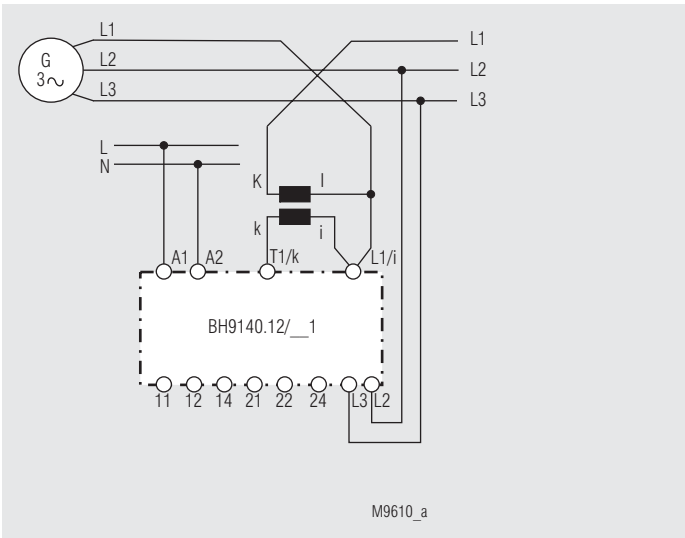 L1
L1
G
3∿
L2
L2
L3
L3
L
N
K
I
k
i
A1
A2
T1/k
L1/i
BH9140.12/__1
11
12
14
21
22
24
L3
L2
M9610_a